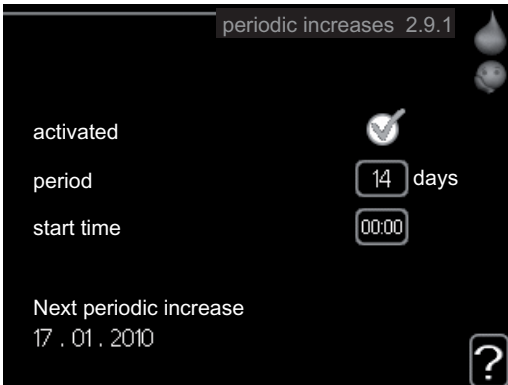 periodic increases 2.9.1
activated
period 14 days
start time 00:00
Next periodic increase
17 . 01 . 2010
?